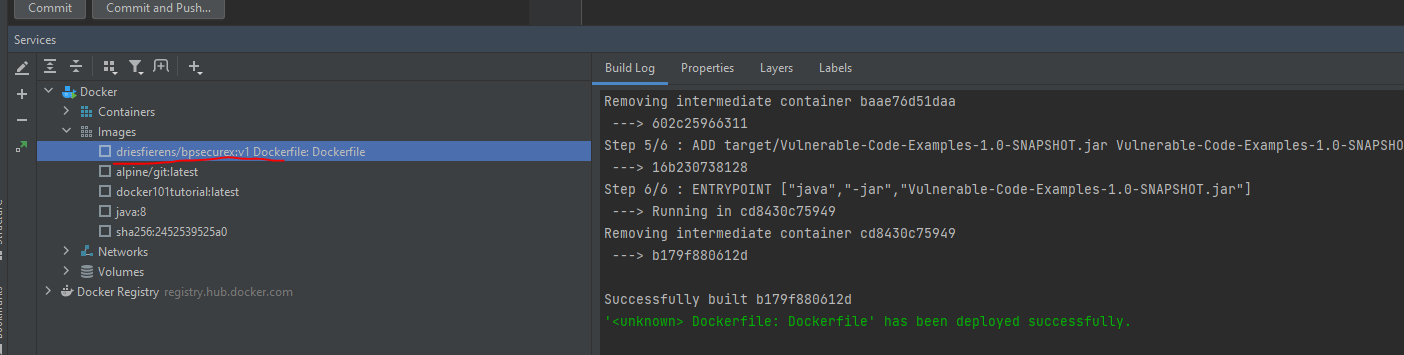 Commit
Commit and Push...
Services
Docker
Containers
Images
driesfierens/bpsecurex:v1 Dockerfile: Dockerfile
alpine/git:latest
docker101tutorial:latest
java:8
sha256:2452539525a0
Networks
Volumes
Docker Registry registry.hub.docker.com
Build Log
Properties
Layers
Labels
Removing intermediate container baae76d51daa
---> 602c25966311
Step 5/6 : ADD target/Vulnerable-Code-Examples-1.0-SNAPSHOT.jar Vulnerable-Code-Examples-1.0-SNAPSHO
---> 16b230738128
Step 6/6 : ENTRYPOINT ["java","-jar","Vulnerable-Code-Examples-1.0-SNAPSHOT.jar"]
---> Running in cd8430c75949
Removing intermediate container cd8430c75949
---> b179f880612d
Successfully built b179f880612d
'<unknown> Dockerfile: Dockerfile' has been deployed successfully.